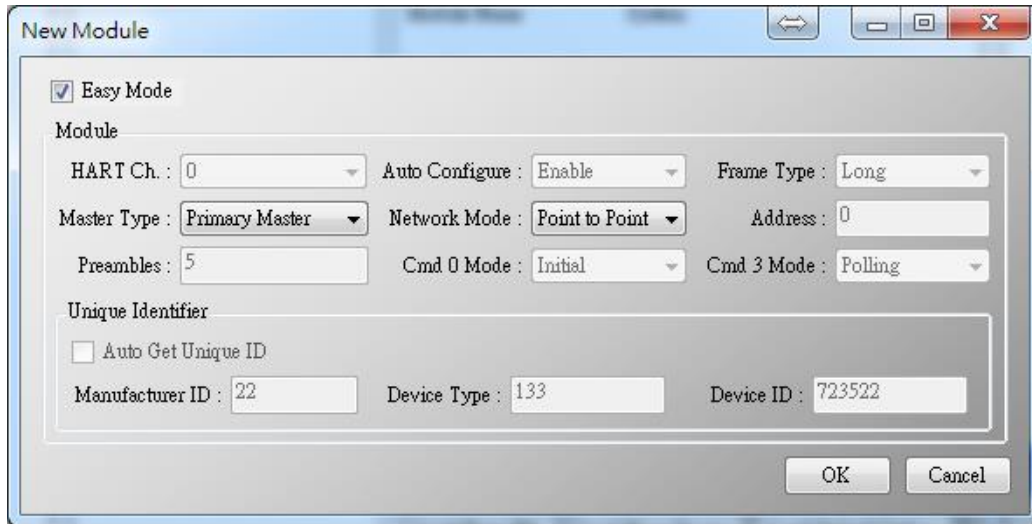 New Module
Easy Mode
Module
HART Ch. : 0 Auto Configure : Enable Frame Type : Long
Master Type : Primary Master Network Mode : Point to Point Address : 0
Preambles : 5 Cmd 0 Mode : Initial Cmd 3 Mode : Polling
Unique Identifier
Auto Get Unique ID
Manufacturer ID : 22 Device Type : 133 Device ID : 723522
OK Cancel